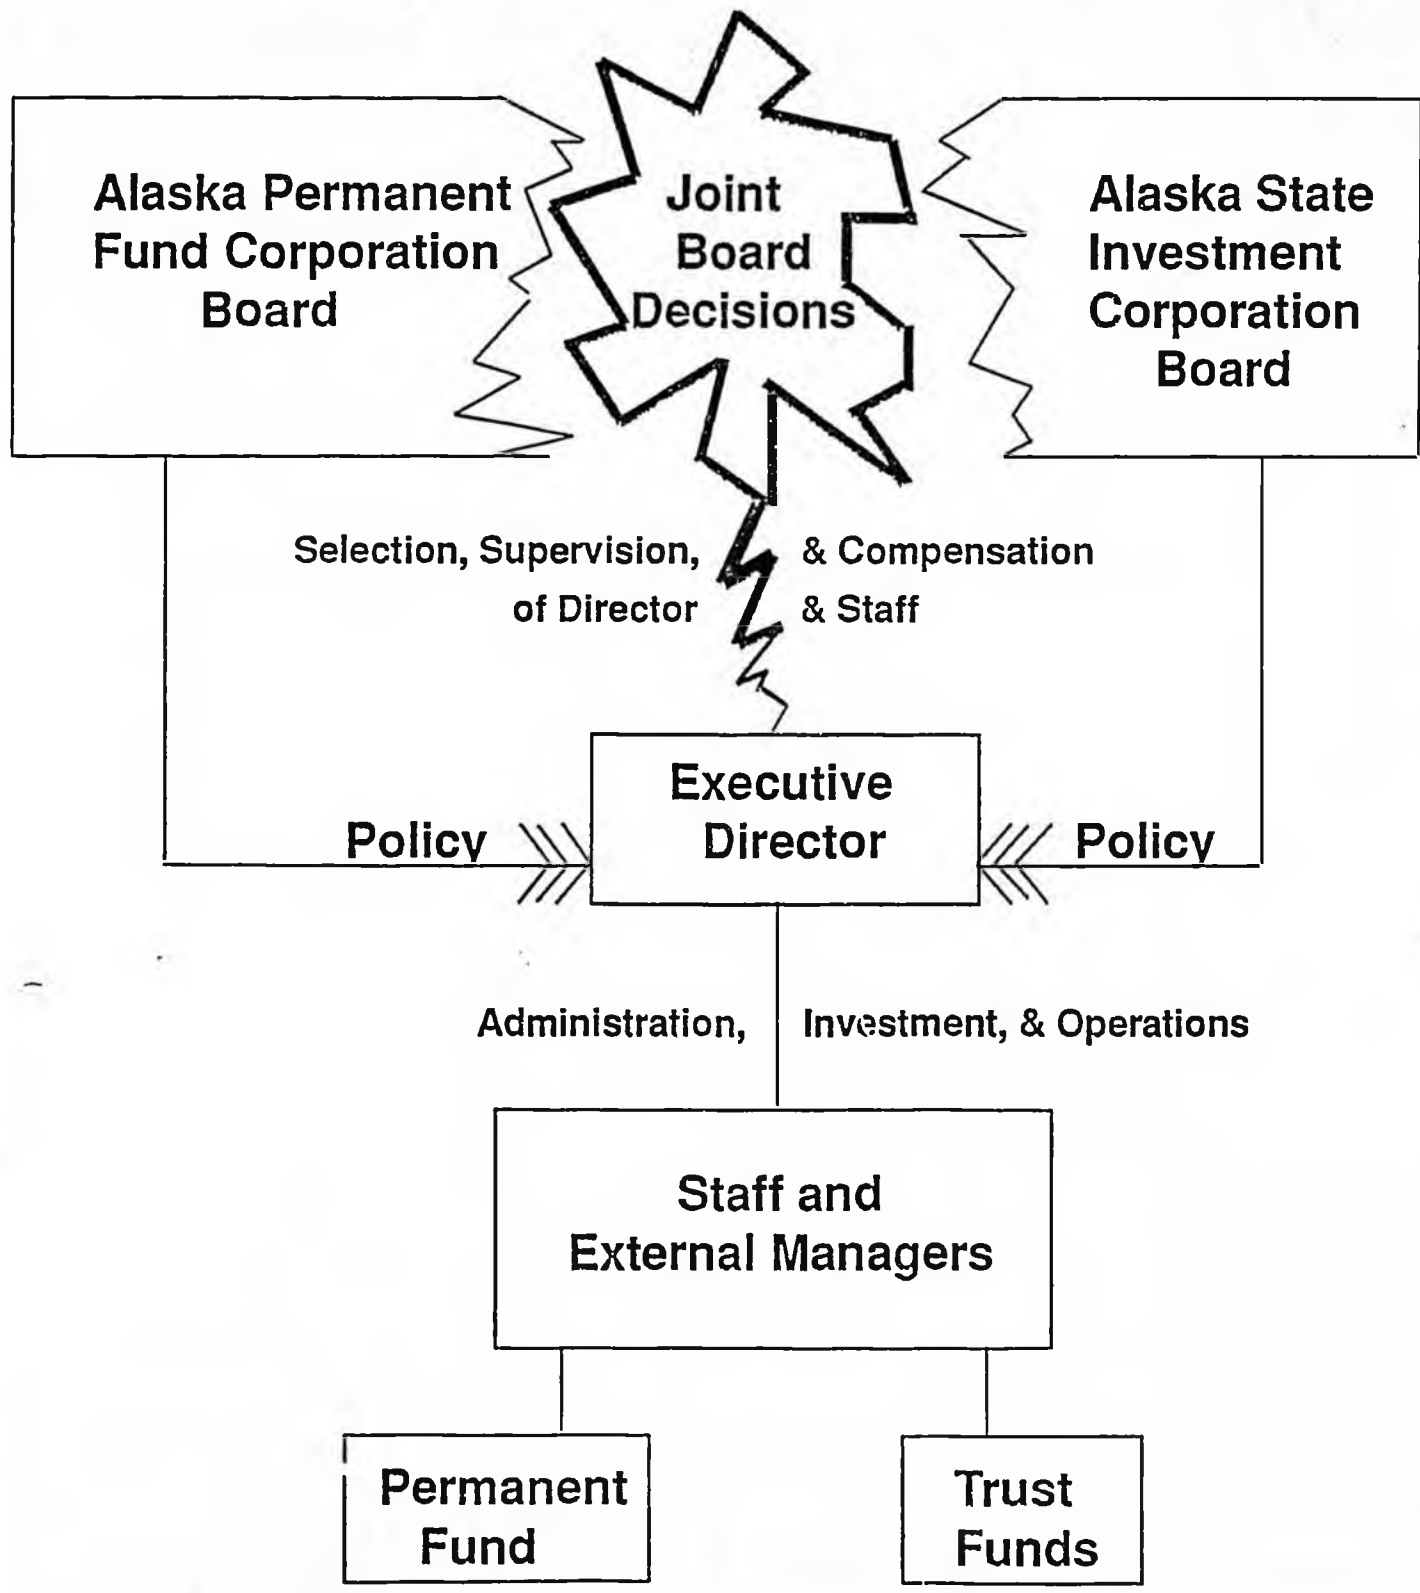 Alaska Permanent
Fund Corporation
Board
Joint
Board
Decisions
Alaska State
Investment
Corporation
Board
Selection, Supervision, & Compensation
of Director & Staff
Executive
Director
Policy
Policy
Administration, Investment, & Operations
Staff and
External Managers
Permanent
Fund
Trust
Funds